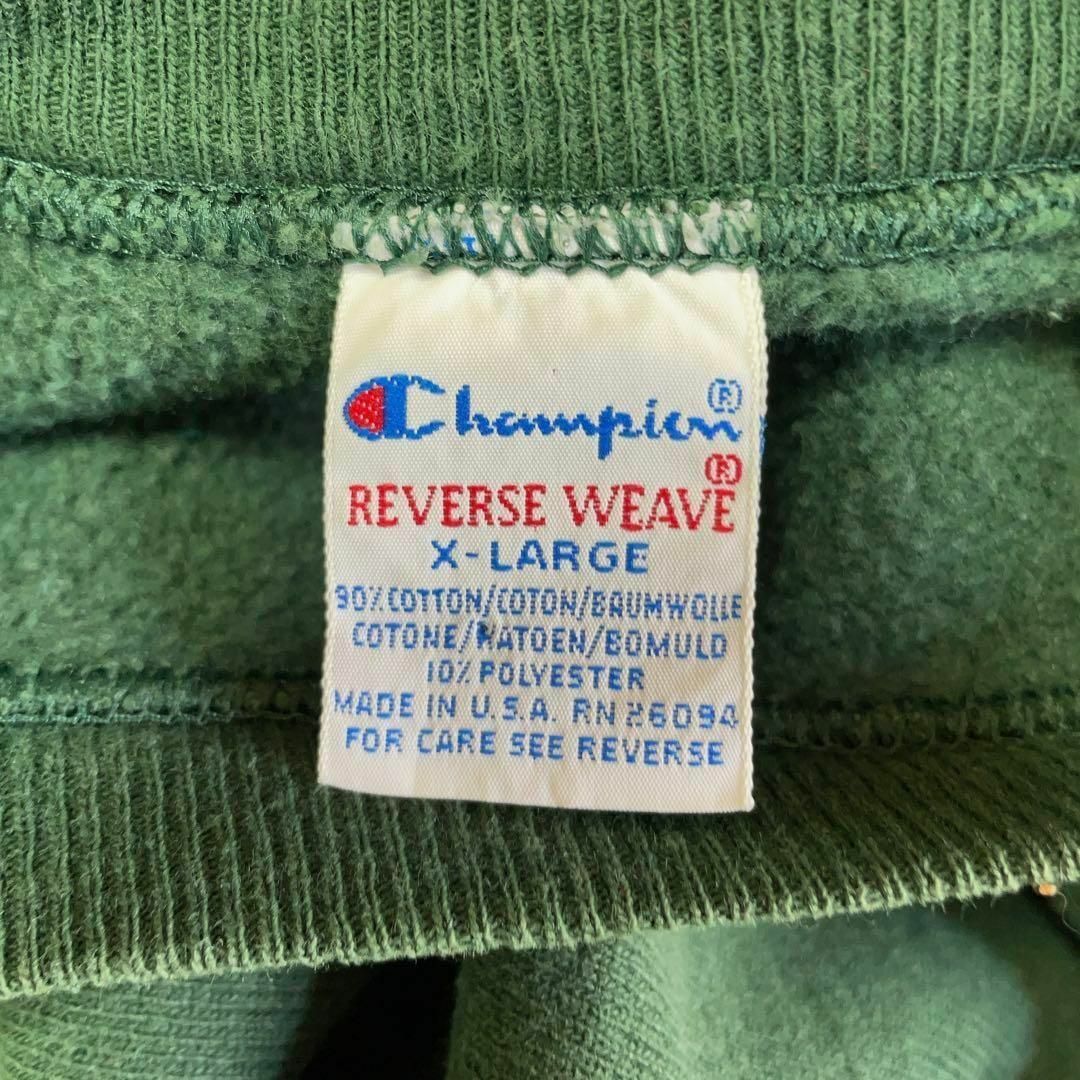 Champion®
REVERSE WEAVE®
X-LARGE
90% COTTON/COTON/BAUMWOLLE
COTONE/KATOEN/BOMULD
10% POLYESTER
MADE IN U.S.A. RN 26094
FOR CARE SEE REVERSE